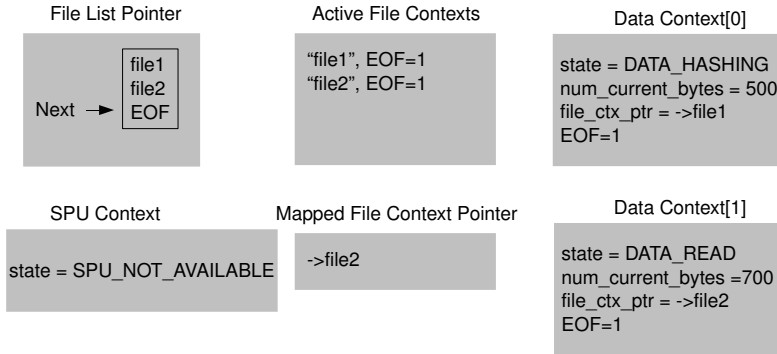 File List Pointer
file1
file2
Next
EOF
Active File Contexts
“file1”, EOF=1
“file2”, EOF=1
Data Context[0]
state = DATA_HASHING
num_current_bytes = 500
file_ctx_ptr = ->file1
EOF=1
SPU Context
state = SPU_NOT_AVAILABLE
Mapped File Context Pointer
->file2
Data Context[1]
state = DATA_READ
num_current_bytes =700
file_ctx_ptr = ->file2
EOF=1